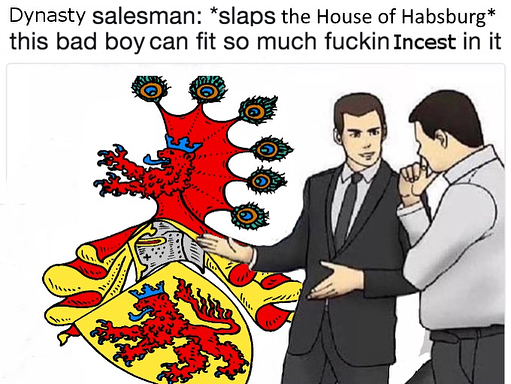 Dynasty salesman: *slaps the House of Habsburg*
this bad boy can fit so much fuckin Incest in it